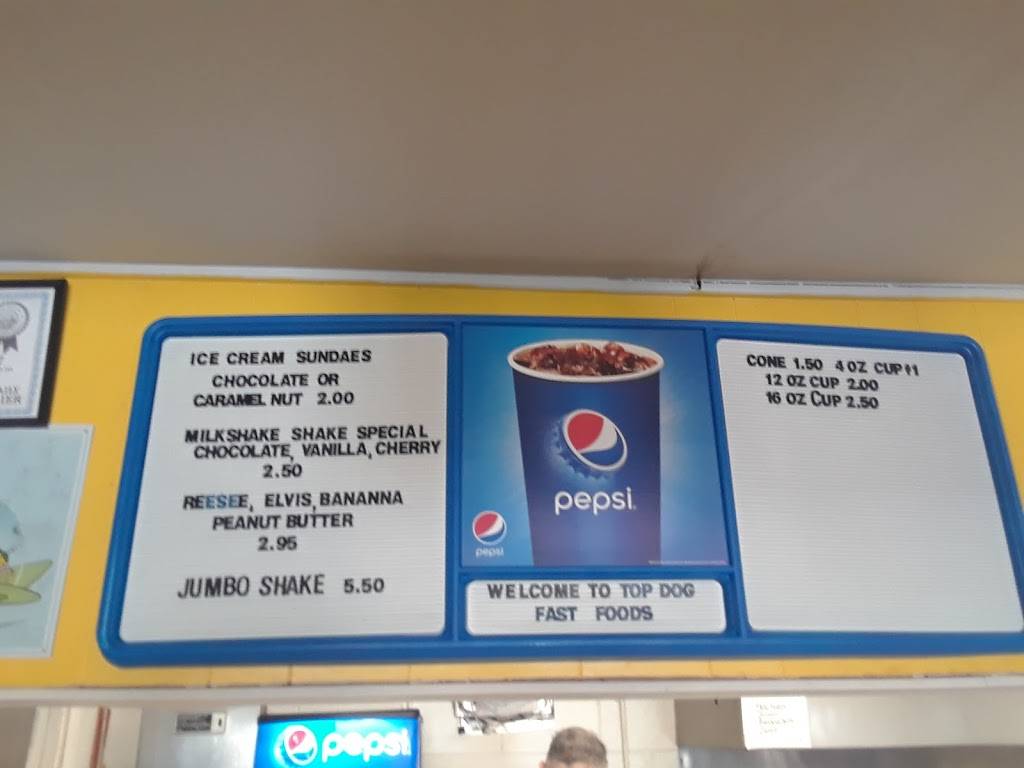 ICE CREAM SUNDAES
CHOCOLATE OR
CARAMEL NUT 2.00
MILKSHAKE SHAKE SPECIAL
CHOCOLATE, VANILLA, CHERRY
2.50
REESEE, ELVIS, BANANNA
PEANUT BUTTER
2.95
JUMBO SHAKE 5.50
pepsi
pepsi
WELCOME TO TOP DOG
FAST FOODS
CONE 1.50 4 OZ CUP $1
12 OZ CUP 2.00
16 OZ CUP 2.50
pepsi